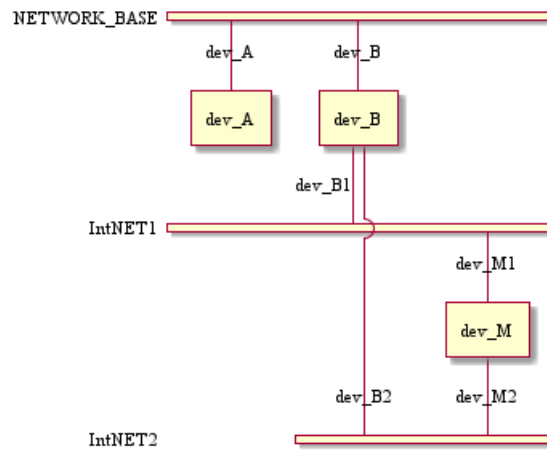 NETWORK_BASE
dev_A
dev_B
dev_A
dev_B
dev_B1
IntNET1
dev_M1
dev_M
dev_B2
dev_M2
IntNET2